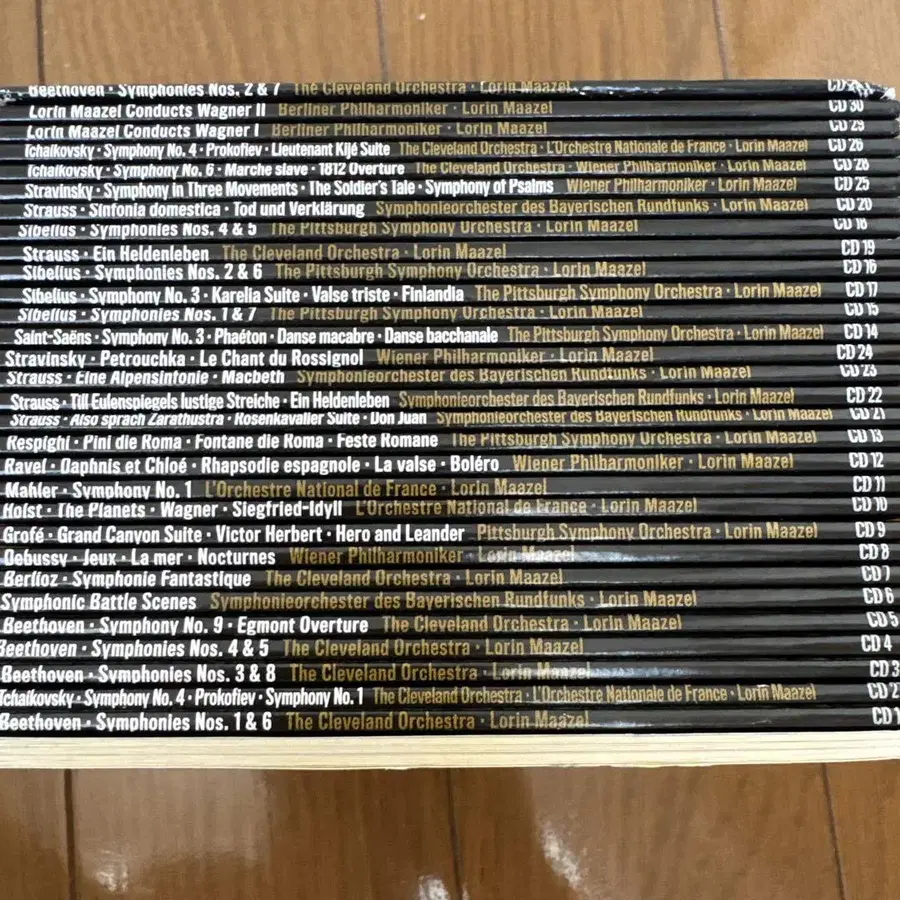 Beethoven · Symphonies Nos. 2 & 7 The Cleveland Orchestra · Lorin Maazel CD
Lorin Maazel Conducts Wagner II Berliner Philharmoniker · Lorin Maazel CD 30
Lorin Maazel Conducts Wagner I Berliner Philharmoniker · Lorin Maazel CD 29
Tchaikovsky · Symphony No. 4 · Prokofiev · Lieutenant Kijé Suite The Cleveland Orchestra · L'Orchestre Nationale de France · Lorin Maazel CD 28
Tchaikovsky · Symphony No. 6 · Marche slave · 1812 Overture The Cleveland Orchestra · Wiener Philharmoniker · Lorin Maazel CD 26
Stravinsky · Symphony in Three Movements · The Soldier's Tale · Symphony of Psalms Wiener Philharmoniker · Lorin Maazel CD 25
Strauss · Sinfonia domestica · Tod und Verklärung Symphonieorchester des Bayerischen Rundfunks · Lorin Maazel CD 20
Sibelius · Symphonies Nos. 4 & 5 The Pittsburgh Symphony Orchestra · Lorin Maazel CD 18
Strauss · Ein Heldenleben The Cleveland Orchestra · Lorin Maazel CD 19
Sibelius · Symphonies Nos. 2 & 6 The Pittsburgh Symphony Orchestra · Lorin Maazel CD 16
Sibelius · Symphony No. 3 · Karelia Suite · Valse triste · Finlandia The Pittsburgh Symphony Orchestra · Lorin Maazel CD 17
Sibelius · Symphonies Nos. 1 & 7 The Pittsburgh Symphony Orchestra · Lorin Maazel CD 15
Saint-Saëns · Symphony No. 3 · Phaéton · Danse macabre · Danse bacchanale The Pittsburgh Symphony Orchestra · Lorin Maazel CD 14
Stravinsky · Petrouchka · Le Chant du Rossignol Wiener Philharmoniker · Lorin Maazel CD 24
Strauss · Eine Alpensinfonie · Macbeth Symphonieorchester des Bayerischen Rundfunks · Lorin Maazel CD 23
Strauss · Till Eulenspiegels lustige Streiche · Ein Heldenleben Symphonieorchester des Bayerischen Rundfunks · Lorin Maazel CD 22
Strauss · Also sprach Zarathustra · Rosenkavalier Suite · Don Juan Symphonieorchester des Bayerischen Rundfunks · Lorin Maazel CD 21
Respighi · Pini die Roma · Fontane die Roma · Feste Romane The Pittsburgh Symphony Orchestra · Lorin Maazel CD 13
Ravel · Daphnis et Chloé · Rhapsodie espagnole · La valse · Boléro Wiener Philharmoniker · Lorin Maazel CD 12
Mahler · Symphony No. 1 L'Orchestre National de France · Lorin Maazel CD 11
Holst · The Planets · Wagner · Siegfried-Idyll L'Orchestre National de France · Lorin Maazel CD 10
Grofé · Grand Canyon Suite · Victor Herbert · Hero and Leander Pittsburgh Symphony Orchestra · Lorin Maazel CD 9
Debussy · Jeux · La mer · Nocturnes Wiener Philharmoniker · Lorin Maazel CD 8
Berlioz · Symphonie Fantastique The Cleveland Orchestra · Lorin Maazel CD 7
Symphonic Battle Scenes Symphonieorchester des Bayerischen Rundfunks · Lorin Maazel CD 6
Beethoven · Symphony No. 9 · Egmont Overture The Cleveland Orchestra · Lorin Maazel CD 5
Beethoven · Symphonies Nos. 4 & 5 The Cleveland Orchestra · Lorin Maazel CD 4
Beethoven · Symphonies Nos. 3 & 8 The Cleveland Orchestra · Lorin Maazel CD 3
Tchaikovsky · Symphony No. 4 · Prokofiev · Symphony No. 1 The Cleveland Orchestra · L'Orchestre Nationale de France · Lorin Maazel CD 2
Beethoven · Symphonies Nos. 1 & 6 The Cleveland Orchestra · Lorin Maazel CD 1